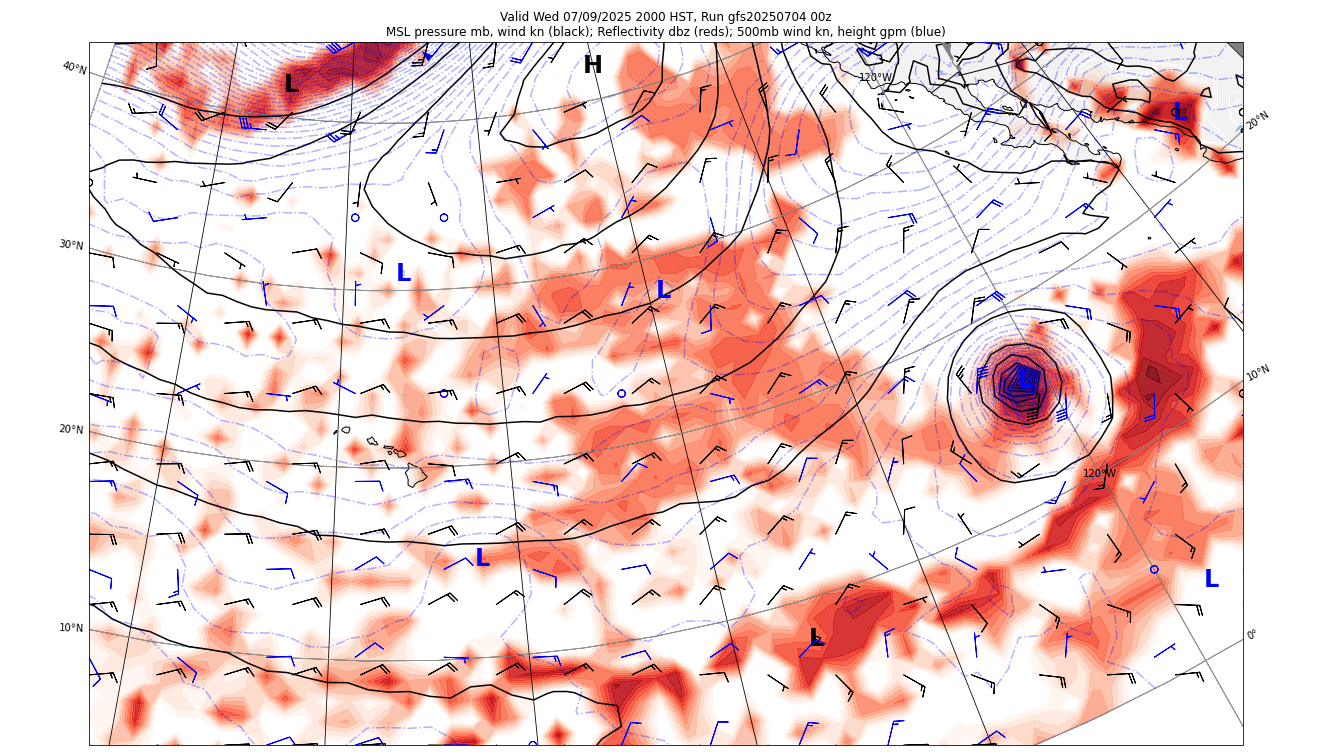 Valid Wed 07/09/2025 2000 HST, Run gfs20250704 00z
MSL pressure mb, wind kn (black); Reflectivity dbz (reds); 500mb wind kn, height gpm (blue)
40°N
L
H
120°W
L
20°N
30°N
L
L
L
10°N
20°N
120°W
L
L
10°N
L
0°